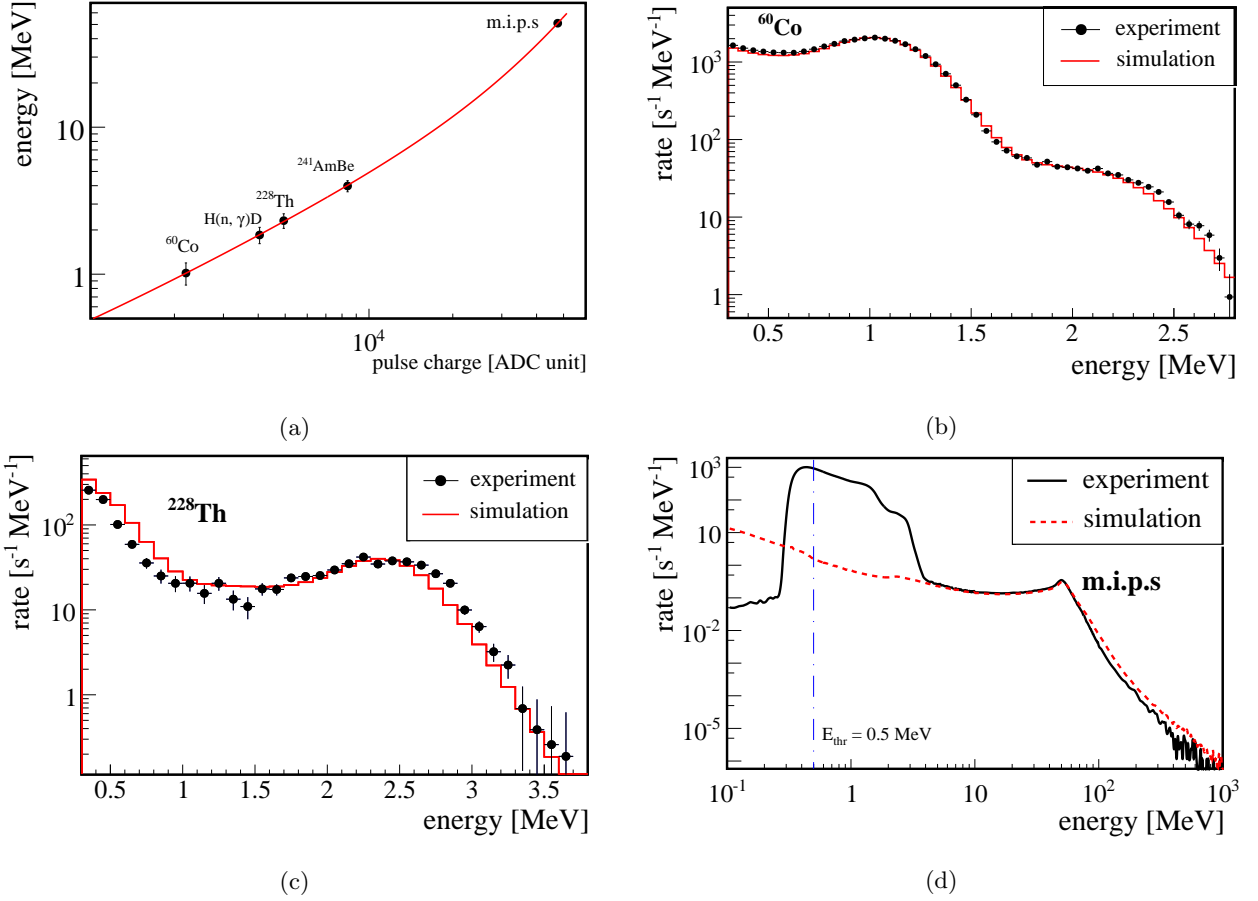 energy [MeV]
10
1
m.i.p.s
²⁴¹AmBe
²²⁸Th
H(n, γ)D
⁶⁰Co
10⁴
pulse charge [ADC unit]
(a)
rate [s⁻¹ MeV⁻¹]
10³
10²
10
1
⁶⁰Co
experiment
simulation
0.5 1 1.5 2 2.5
energy [MeV]
(b)
rate [s⁻¹ MeV⁻¹]
10²
10
1
²²⁸Th
experiment
simulation
0.5 1 1.5 2 2.5 3 3.5
energy [MeV]
(c)
rate [s⁻¹ MeV⁻¹]
10³
10
10⁻²
10⁻⁵
experiment
simulation
m.i.p.s
E_thr = 0.5 MeV
10⁻¹ 1 10 10² 10³
energy [MeV]
(d)